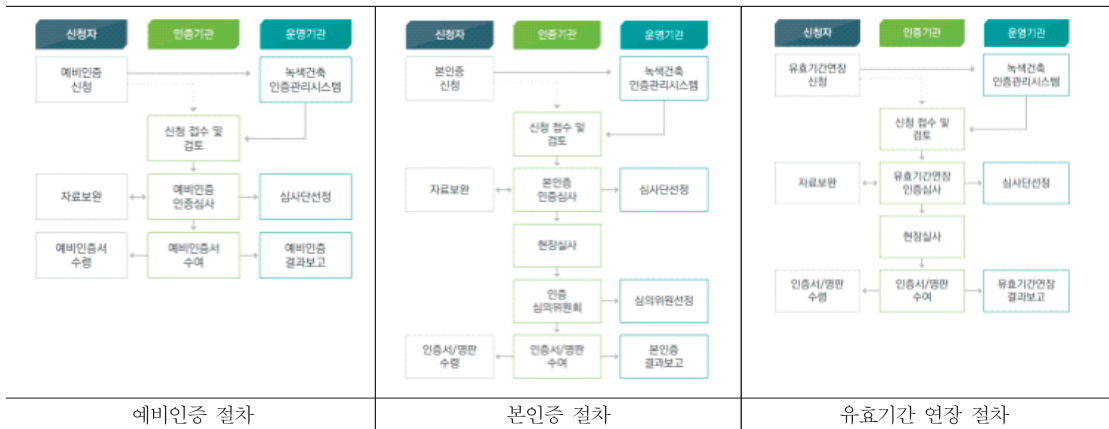 신청자
인증기관
운영기관
예비인증
신청
녹색건축
인증관리시스템
신청 접수 및
검토
자료보완
예비인증
인증심사
심사단선정
예비인증서
수령
예비인증서
수여
예비인증
결과보고
예비인증 절차
신청자
인증기관
운영기관
본인증
신청
녹색건축
인증관리시스템
신청 접수 및
검토
자료보완
본인증
인증심사
심사단선정
현장실사
인증
심의위원회
심의위원선정
인증서/명판
수령
인증서/명판
수여
본인증
결과보고
본인증 절차
신청자
인증기관
운영기관
유효기간연장
신청
녹색건축
인증관리시스템
신청 접수 및
검토
자료보완
유효기간연장
인증심사
심사단선정
현장실사
인증서/명판
수령
인증서/명판
수여
유효기간연장
결과보고
유효기간 연장 절차